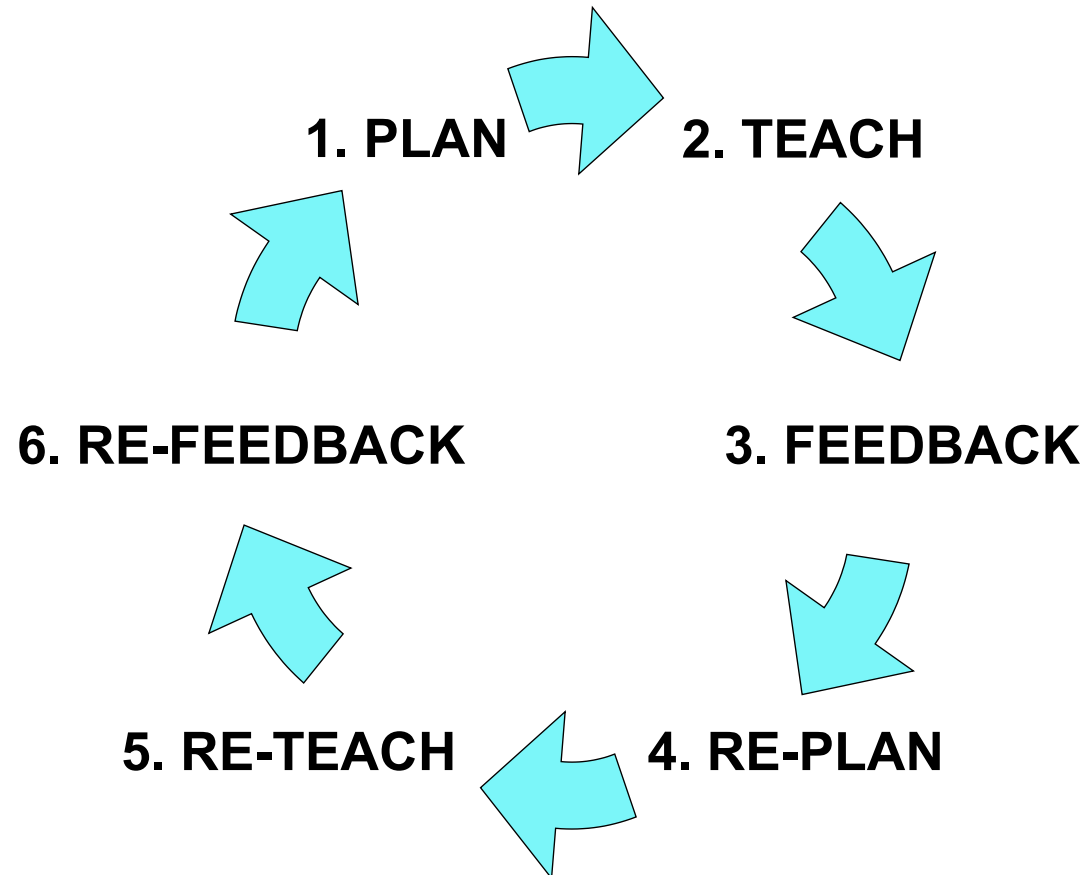 1. PLAN
2. TEACH
3. FEEDBACK
4. RE-PLAN
5. RE-TEACH
6. RE-FEEDBACK